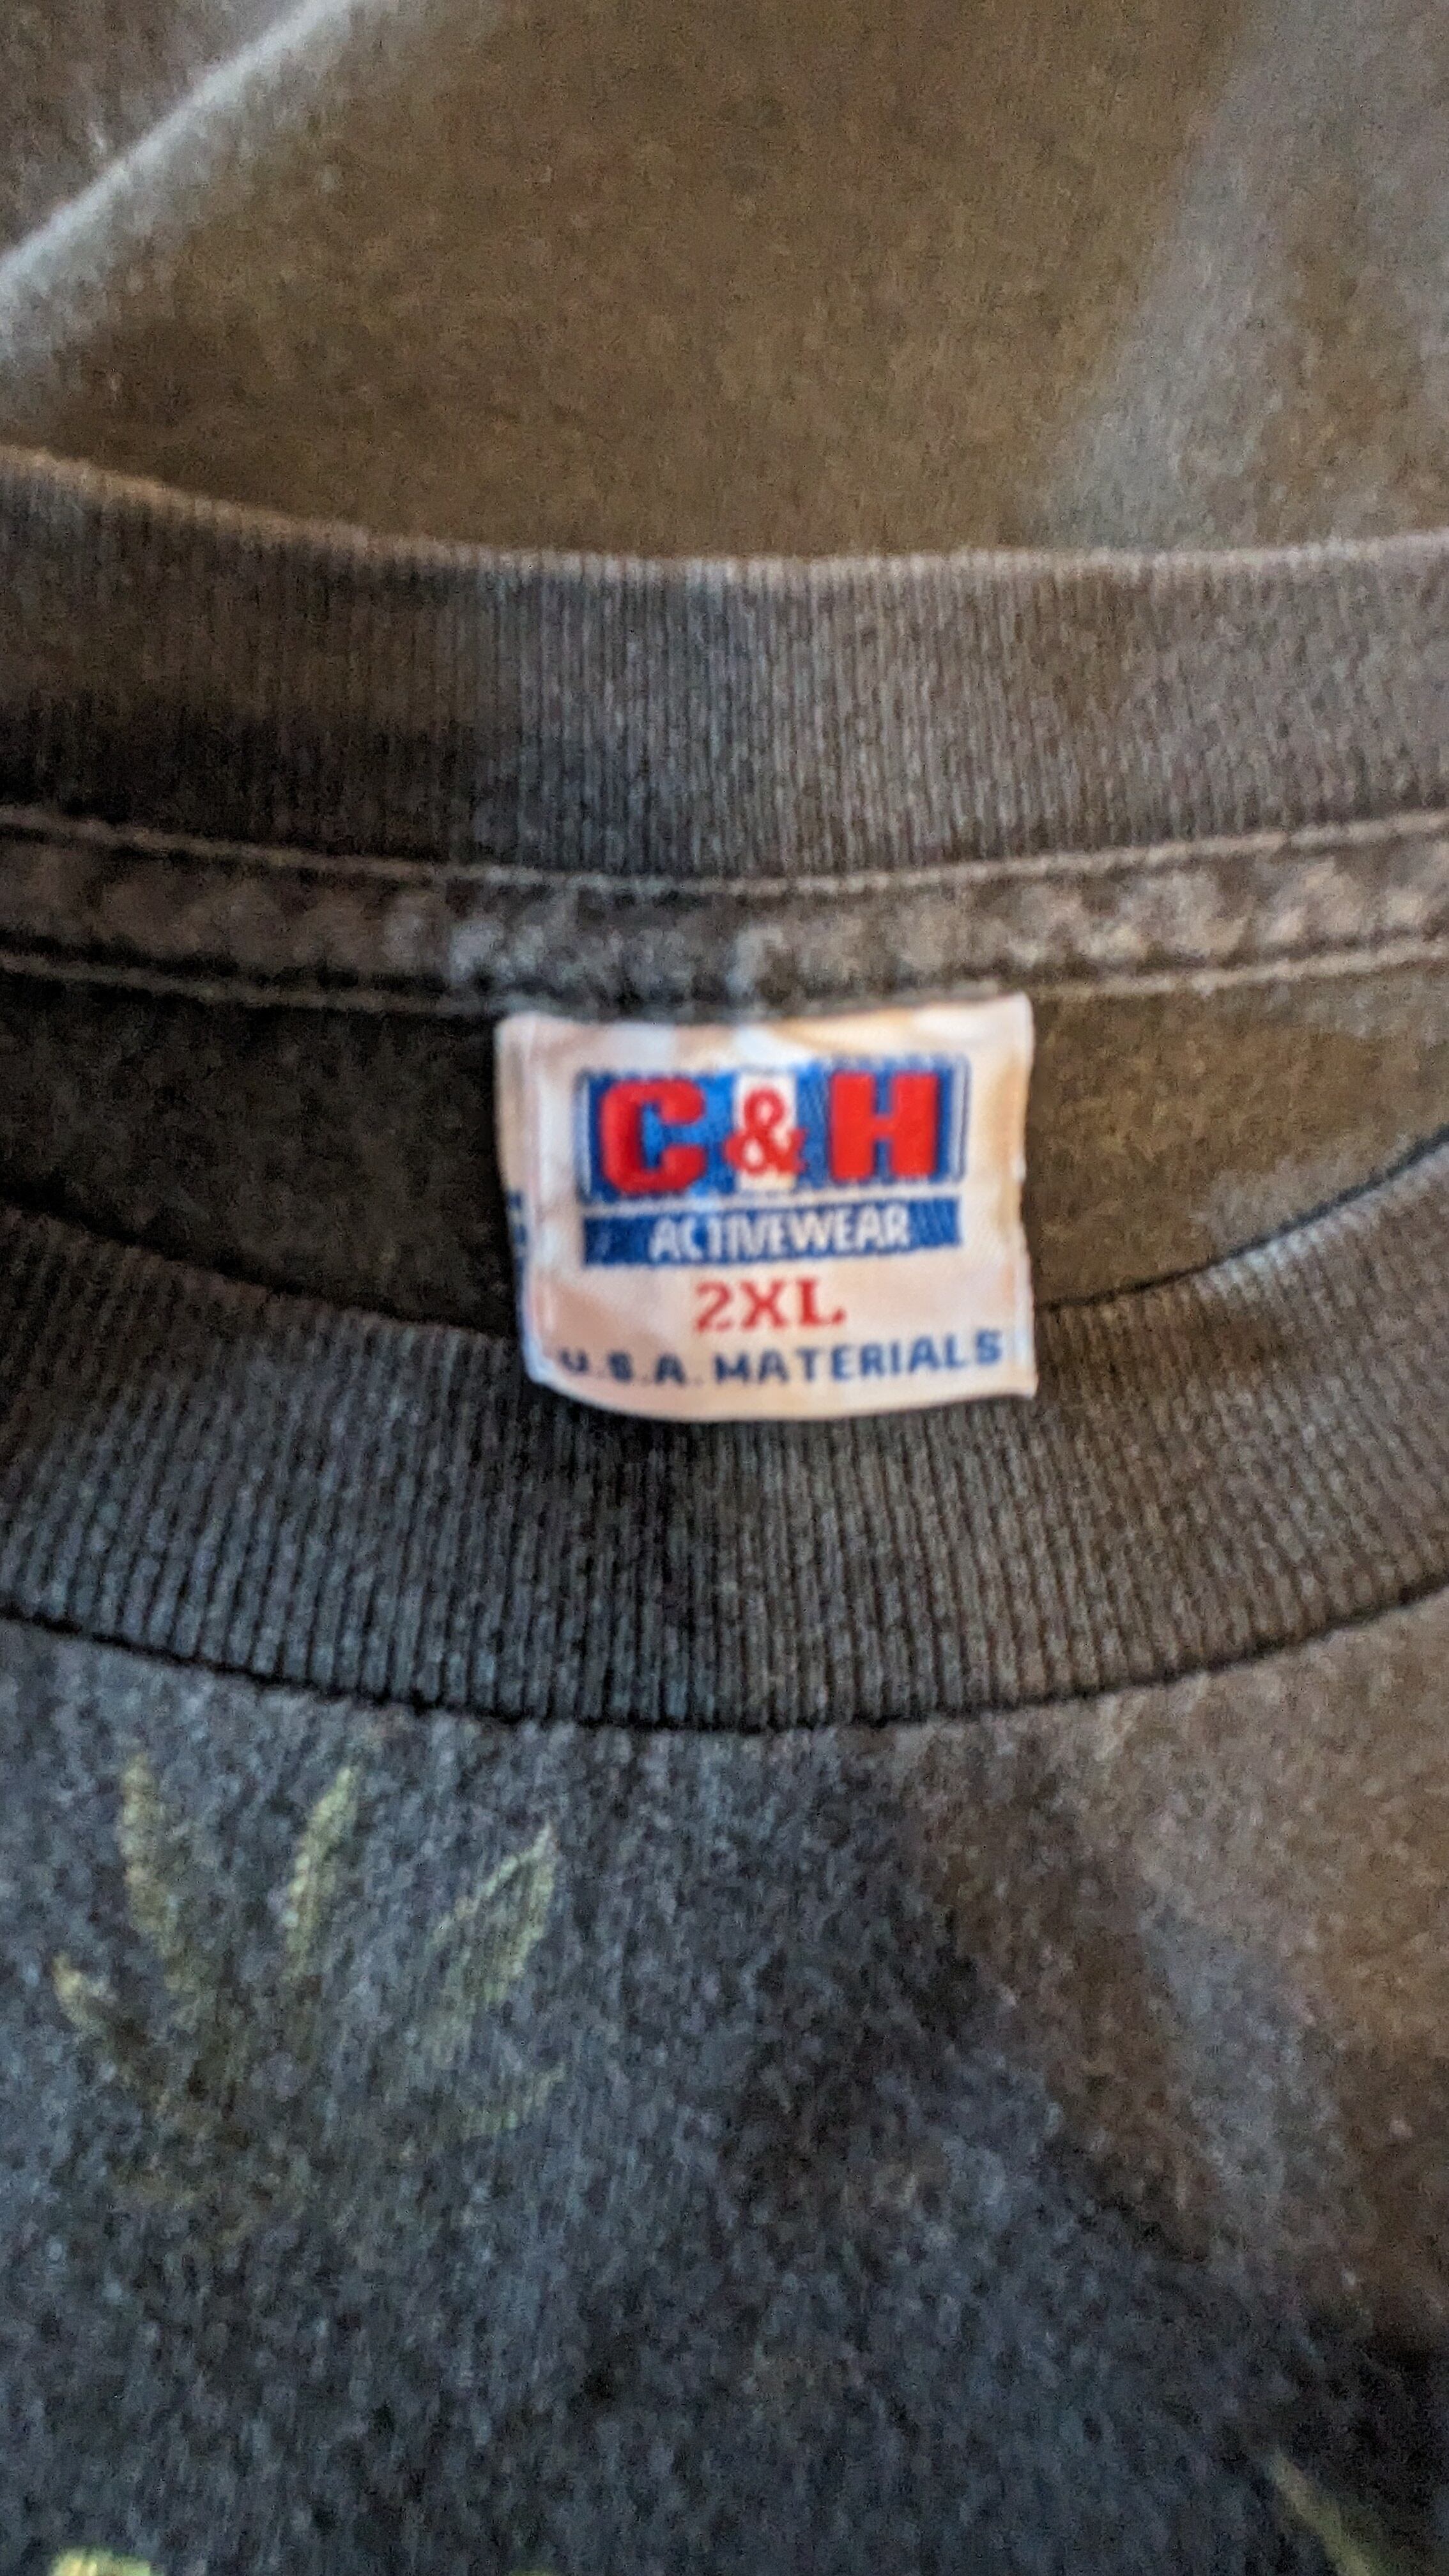 C&H
ACTIVEWEAR
2XL
U.S.A. MATERIALS